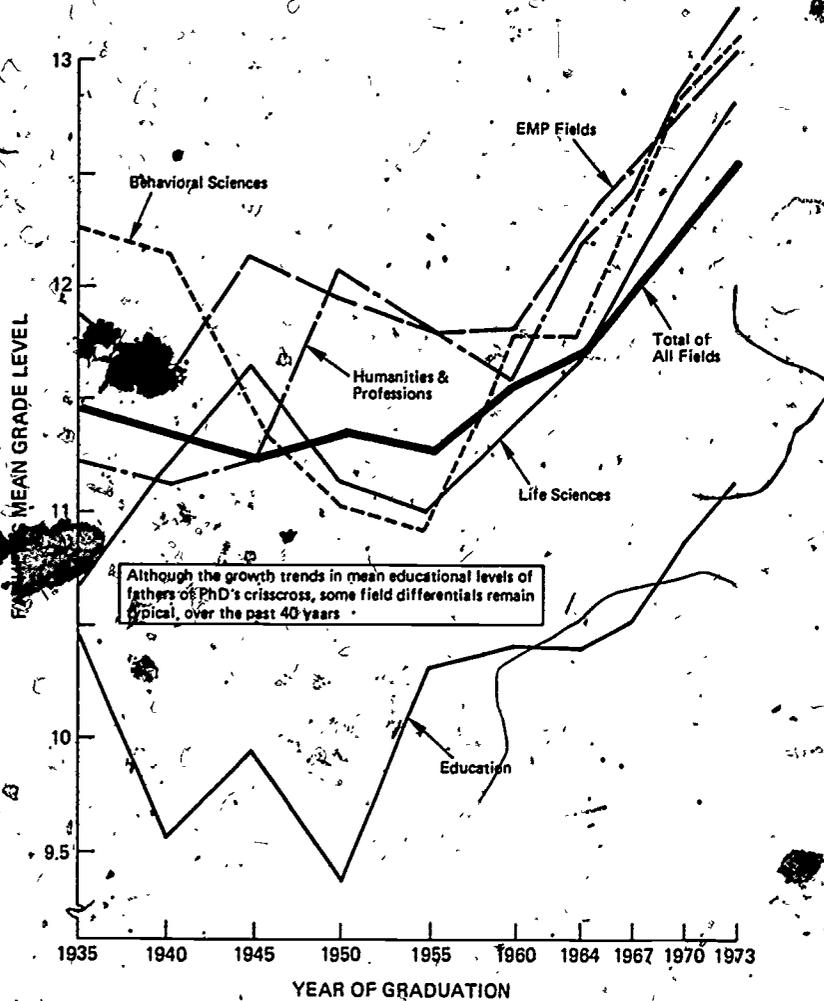 13
EMP Fields
Behavioral Sciences
12
Total of
All Fields
Humanities &
Professions
MEAN GRADE LEVEL
11
Life Sciences
Although the growth trends in mean educational levels of
fathers of PhD's crisscross, some field differentials remain
typical, over the past 40 years
10
Education
9.5
1935 1940 1945 1950 1955 1960 1964 1967 1970 1973
YEAR OF GRADUATION